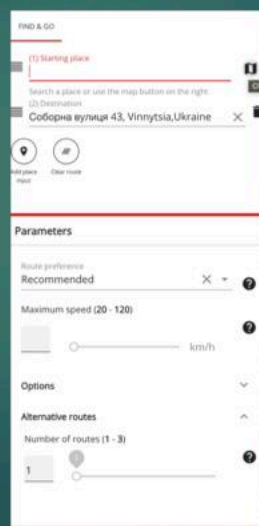 FIND & GO
(1) Starting place
Search a place or use the map button on the right
(2) Destination
Соборна вулиця 43, Vinnytsia,Ukraine
Add place input
Clear route
Parameters
Route preference
Recommended
Maximum speed (20 - 120)
km/h
Options
Alternative routes
Number of routes (1 - 3)
1